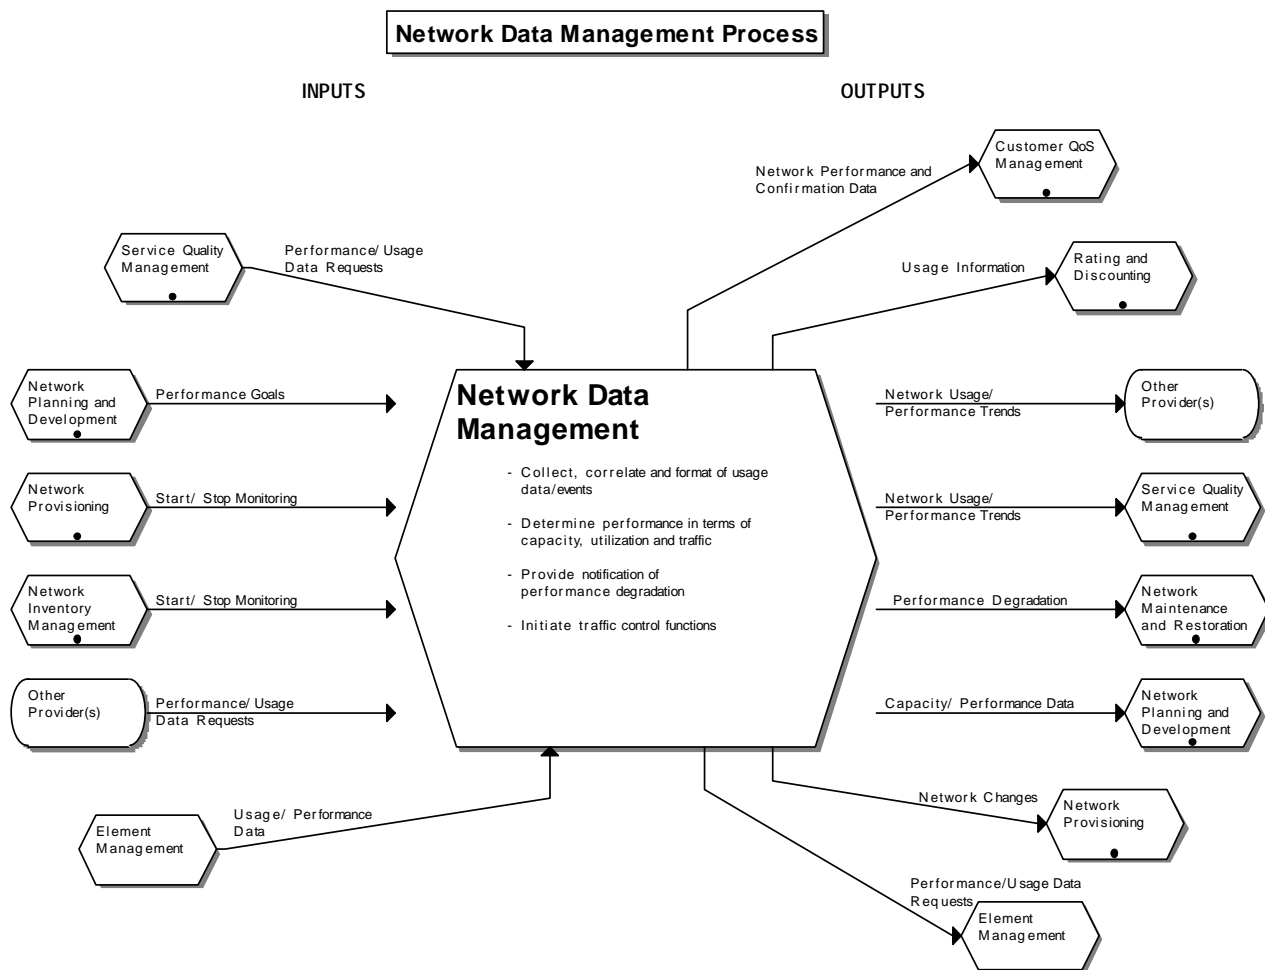 Network Data Management Process
INPUTS
OUTPUTS
Customer QoS
Management
Network Performance and
Confirmation Data
Service Quality
Management
Performance/ Usage
Data Requests
Usage Information
Rating and
Discounting
Network
Planning and
Development
Performance Goals
Network Data
Management
Network Usage/
Performance Trends
Other
Provider(s)
- Collect, correlate and format of usage
data/events
Network
Provisioning
Start/ Stop Monitoring
- Determine performance in terms of
capacity, utilization and traffic
Network Usage/
Performance Trends
Service Quality
Management
- Provide notification of
performance degradation
Network
Inventory
Management
Start/ Stop Monitoring
- Initiate traffic control functions
Performance Degradation
Network
Maintenance
and Restoration
Other
Provider(s)
Performance/ Usage
Data Requests
Capacity/ Performance Data
Network
Planning and
Development
Element
Management
Usage/ Performance
Data
Network Changes
Network
Provisioning
Performance/Usage Data
Requests
Element
Management